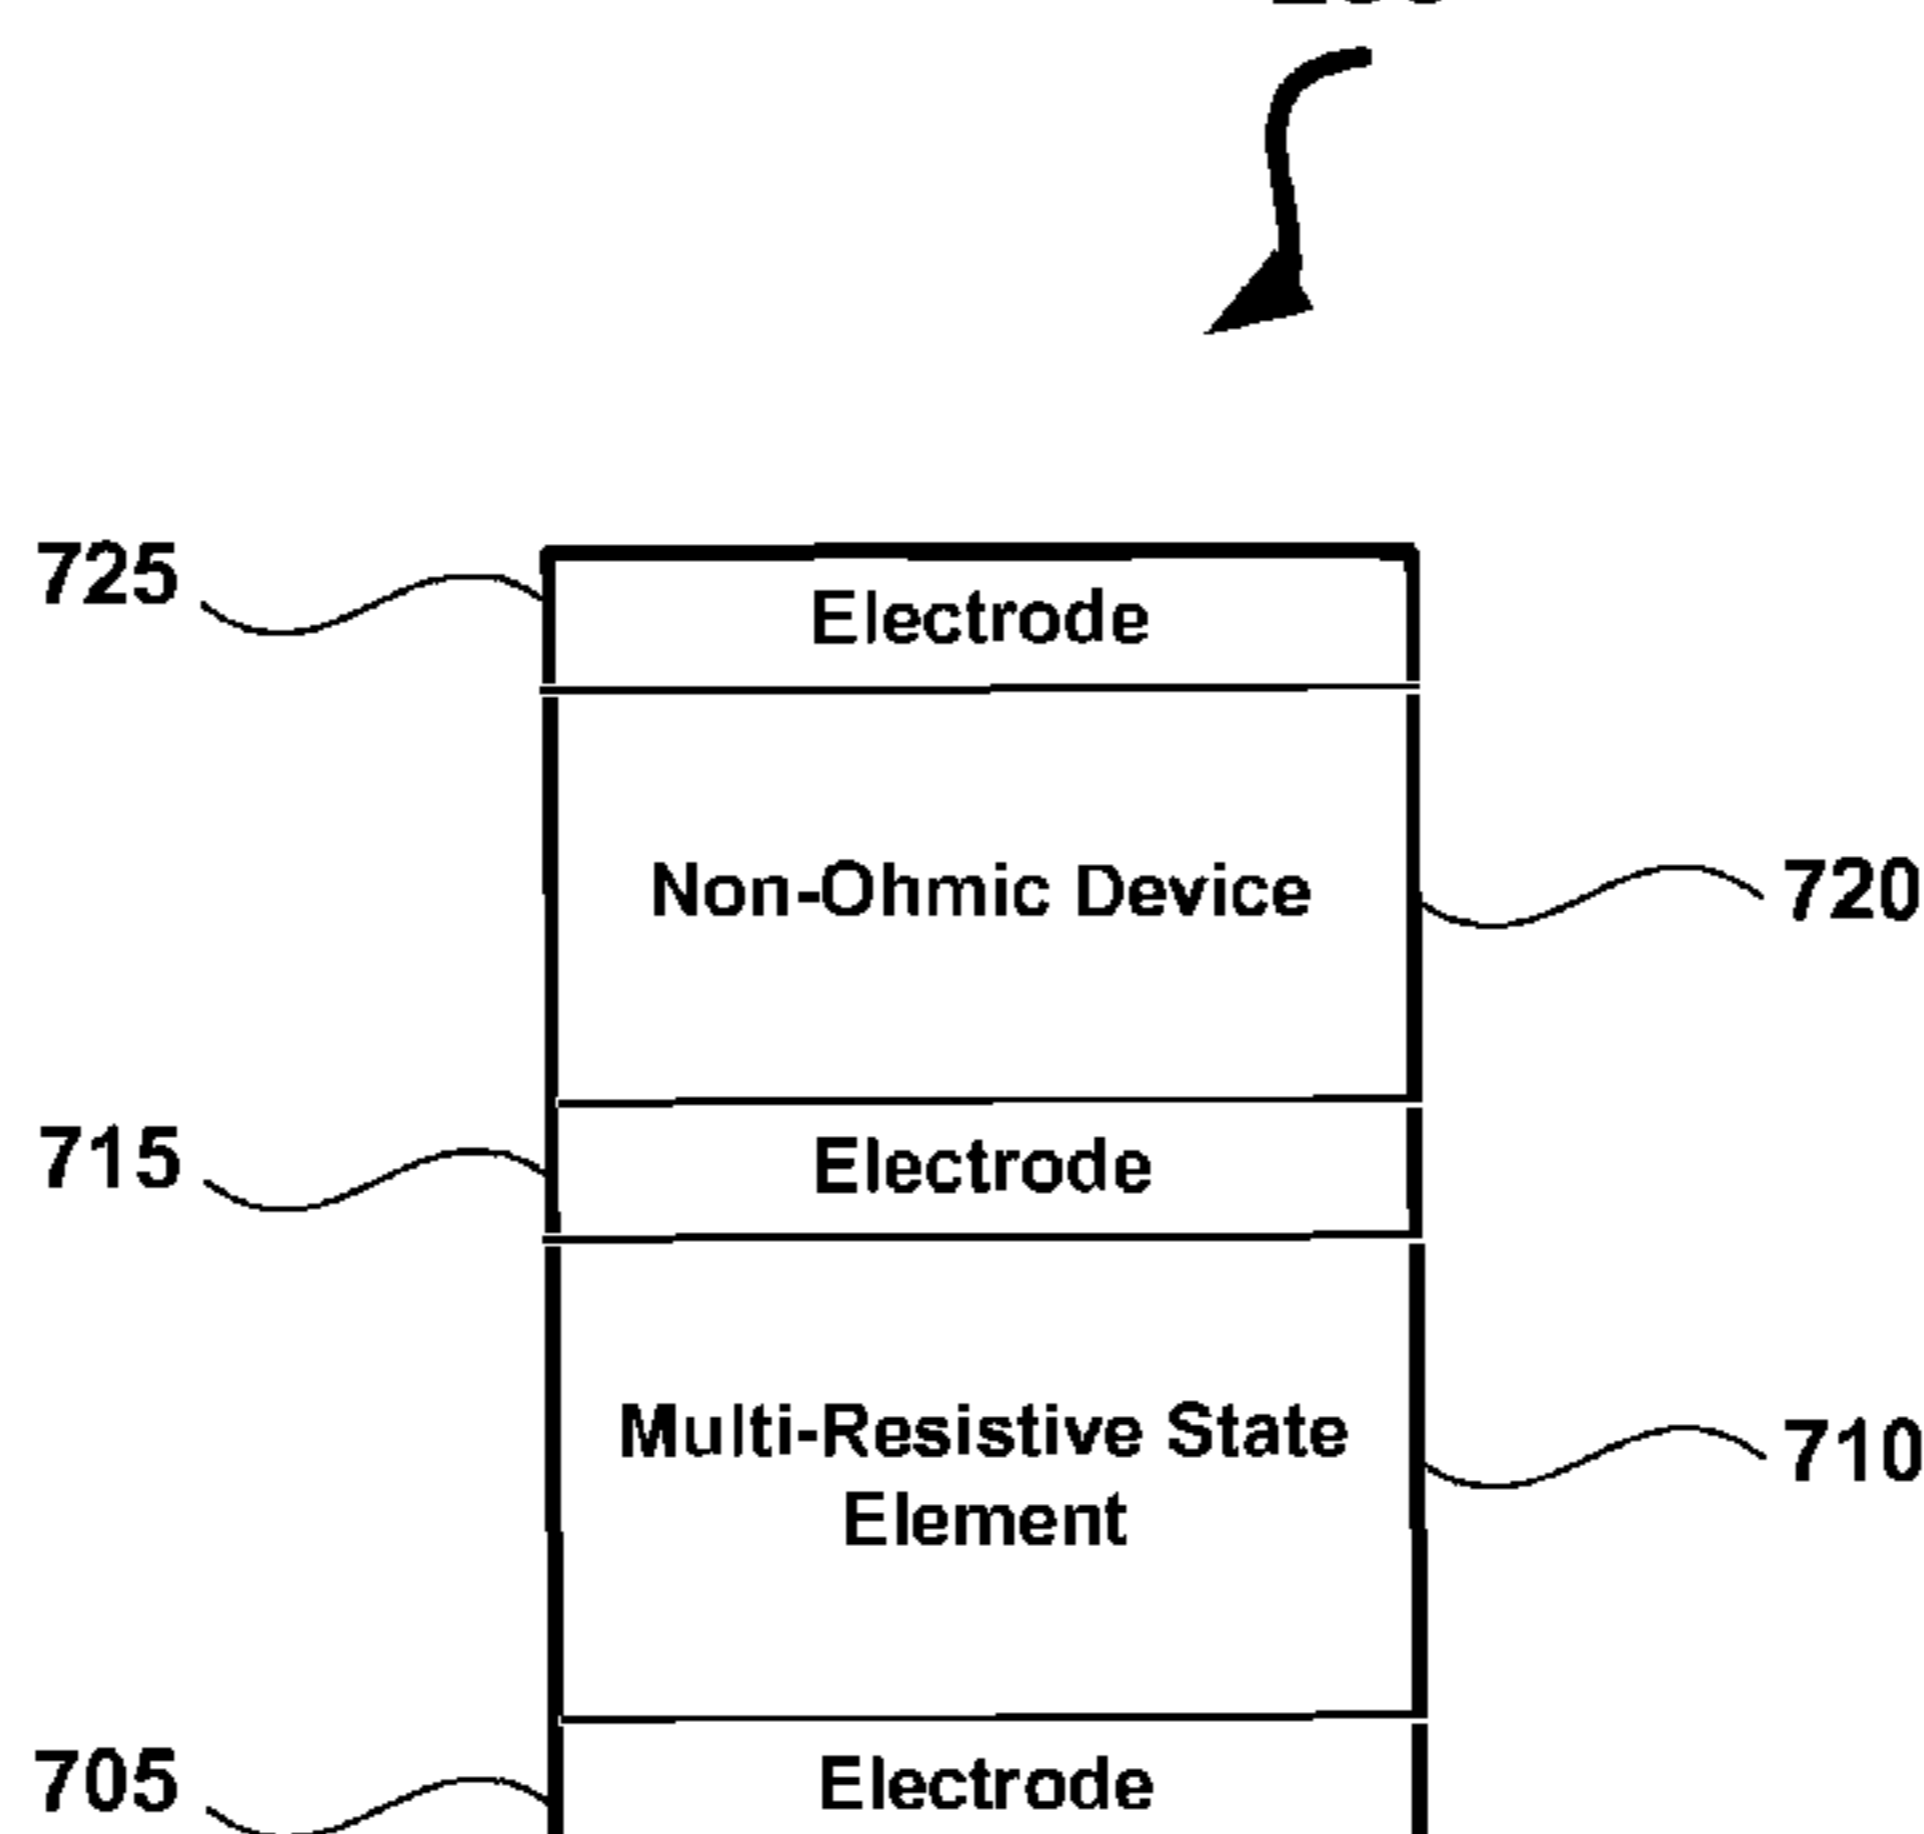 725
Electrode
Non-Ohmic Device
720
715
Electrode
Multi-Resistive State
Element
710
705
Electrode